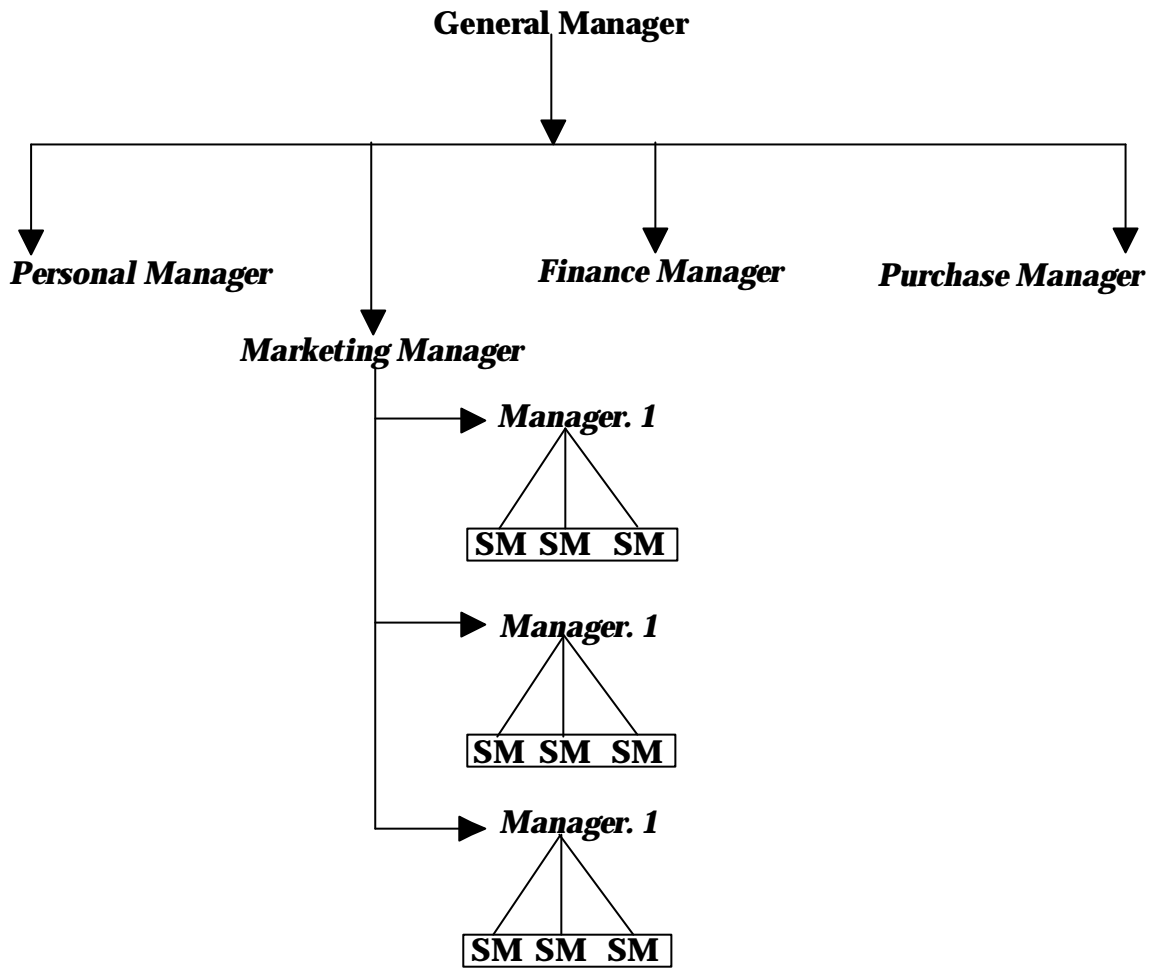 General Manager
Personal Manager
Finance Manager
Purchase Manager
Marketing Manager
Manager. 1
SM SM SM
Manager. 1
SM SM SM
Manager. 1
SM SM SM